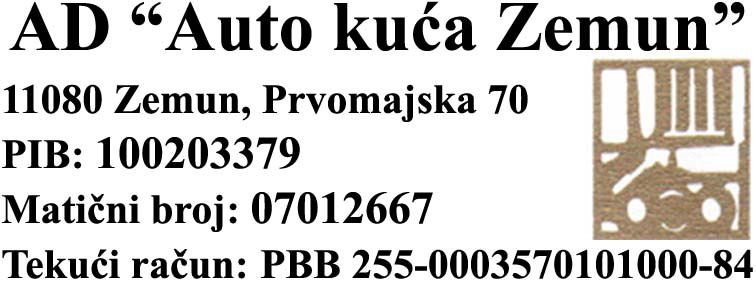 AD “Auto kuća Zemun”
11080 Zemun, Prvomajska 70
PIB: 100203379
Matični broj: 07012667
Tekući račun: PBB 255-0003570101000-84